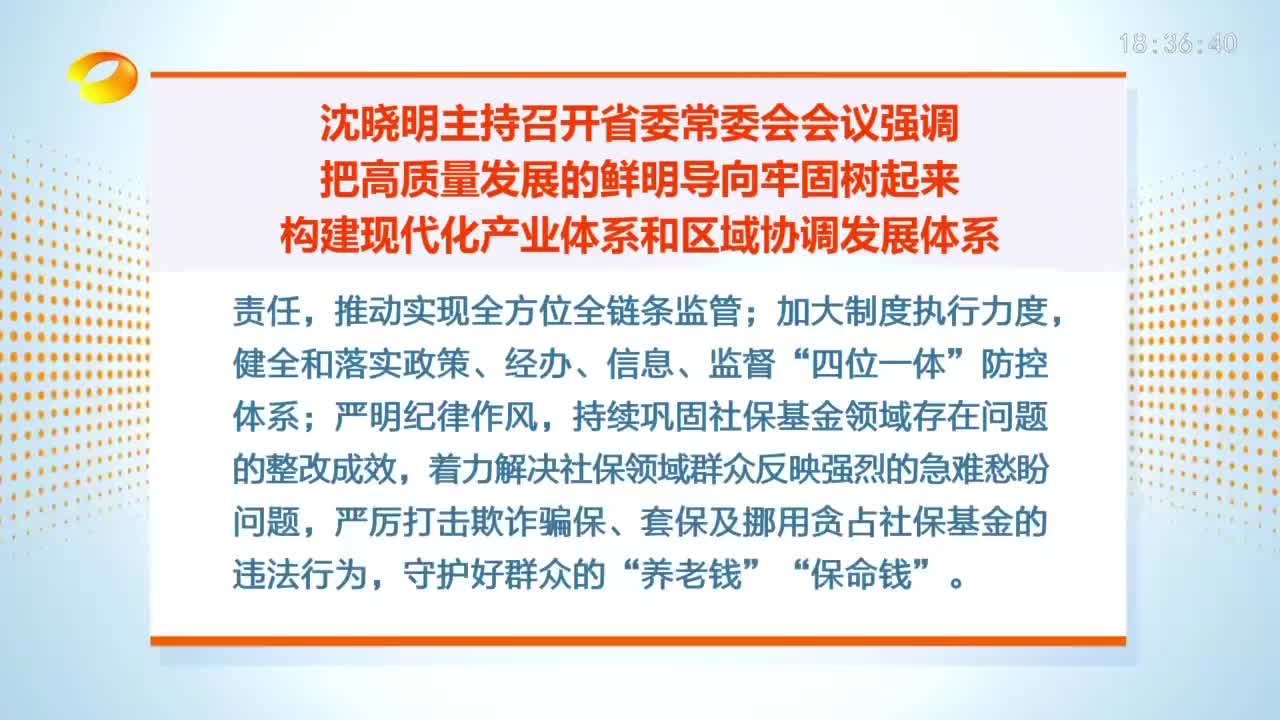 18:36:40
沈晓明主持召开省委常委会会议强调
把高质量发展的鲜明导向牢固树起来
构建现代化产业体系和区域协调发展体系
责任，推动实现全方位全链条监管；加大制度执行力度，
健全和落实政策、经办、信息、监督“四位一体”防控
体系；严明纪律作风，持续巩固社保基金领域存在问题
的整改成效，着力解决社保领域群众反映强烈的急难愁盼
问题，严厉打击欺诈骗保、套保及挪用贪占社保基金的
违法行为，守护好群众的“养老钱”“保命钱”。